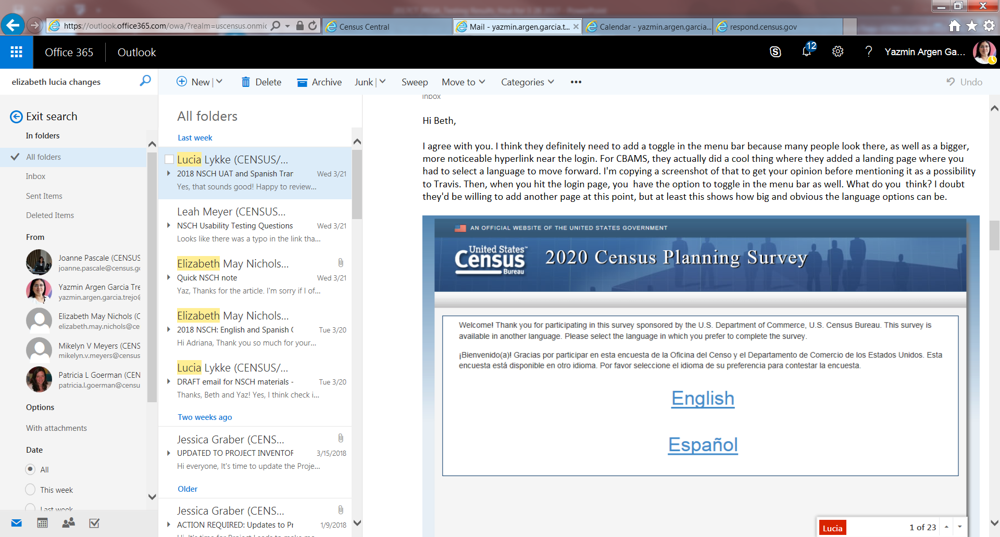 https://outlook.office365.com/owa/?realm=uscensus.onmic
Census Central
Mail - yazmin.argen.garcia.t...
Calendar - yazmin.argen.garcia...
respond.census.gov
Office 365
Outlook
12
?
Yazmin Argen Ga...
elizabeth lucia changes
New
Delete
Archive
Junk
Sweep
Move to
Categories
Undo
Exit search
In folders
All folders
Inbox
Sent Items
Deleted Items
From
Joanne Pascale (CENSUS
joanne.pascale@census.go
Yazmin Argen Garcia Tre
yazmin.argen.garcia.trejo@
Elizabeth May Nichols (C
elizabeth.may.nichols@ce
Mikelyn V Meyers (CENS
mikelyn.v.meyers@census
Patricia L Goerman (CEN
patricia.l.goerman@censu
Options
With attachments
Date
All
This week
Last week
All folders
Last week
Lucia Lykke (CENSUS/...
2018 NSCH UAT and Spanish Tran
Wed 3/21
Yes, that sounds good! Happy to review...
Leah Meyer (CENSUS...
NSCH Usability Testing Questions
Wed 3/21
Looks like there was a typo in the link tha...
Elizabeth May Nichols...
Quick NSCH note
Wed 3/21
Yaz, Thanks for the article. I'm sorry if I of...
Elizabeth May Nichols...
2018 NSCH: English and Spanish C
Tue 3/20
Hi Adriana, Thank you so much for your...
Lucia Lykke (CENSUS/...
DRAFT email for NSCH materials -
Tue 3/20
Thanks, Beth and Yaz! Yes, I think check i...
Two weeks ago
Jessica Graber (CENS...
UPDATED TO PROJECT INVENTOR
3/15/2018
Hi everyone, It's time to update the Proje...
Older
Jessica Graber (CENS...
ACTION REQUIRED: Updates to Pr
1/9/2018
Inbox
Hi Beth,
I agree with you. I think they definitely need to add a toggle in the menu bar because many people look there, as well as a bigger,
more noticeable hyperlink near the login. For CBAMS, they actually did a cool thing where they added a landing page where you
had to select a language to move forward. I'm copying a screenshot of that to get your opinion before mentioning it as a possibility
to Travis. Then, when you hit the login page, you have the option to toggle in the menu bar as well. What do you think? I doubt
they'd be willing to add another page at this point, but at least this shows how big and obvious the language options can be.
AN OFFICIAL WEBSITE OF THE UNITED STATES GOVERNMENT
United States™
Census
Bureau
2020 Census Planning Survey
Welcome! Thank you for participating in this survey sponsored by the U.S. Department of Commerce, U.S. Census Bureau. This survey is
available in another language. Please select the language in which you prefer to complete the survey.
¡Bienvenido(a)! Gracias por participar en esta encuesta de la Oficina del Censo y el Departamento de Comercio de los Estados Unidos. Esta
encuesta está disponible en otro idioma. Por favor seleccione el idioma de su preferencia para contestar la encuesta.
English
Español
Lucia
1 of 23